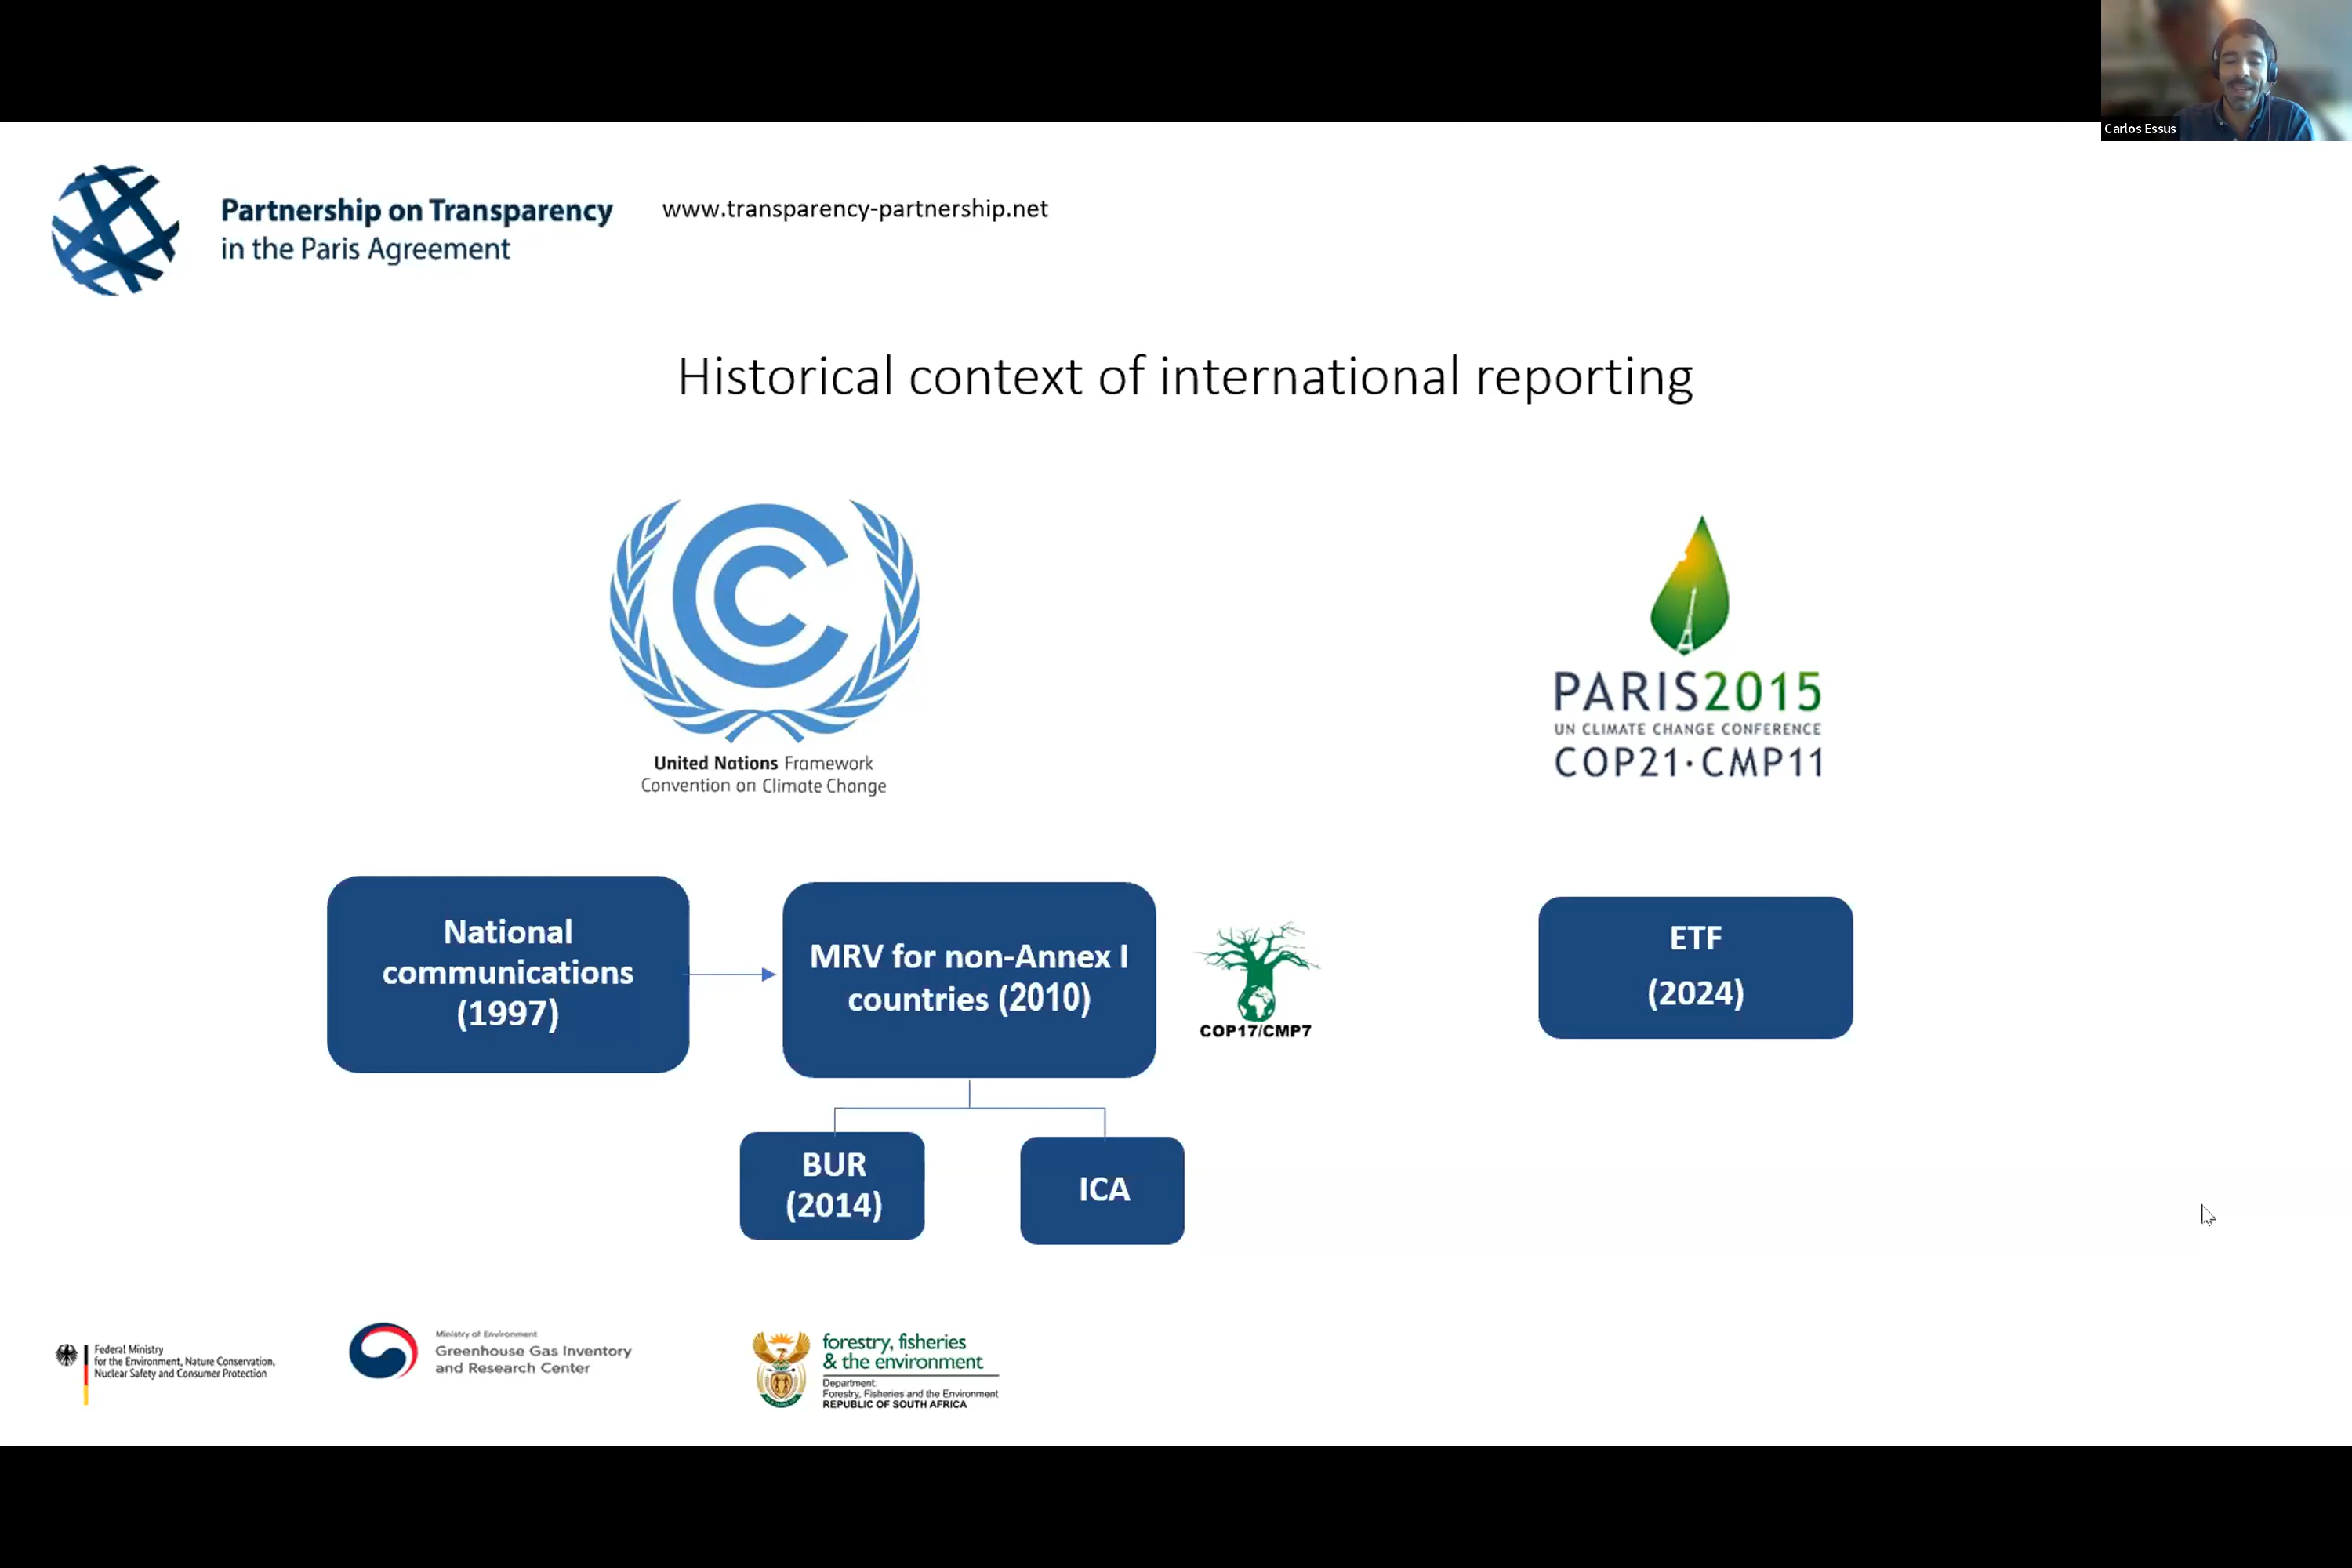 Carlos Essus
Partnership on Transparency
in the Paris Agreement
www.transparency-partnership.net
Historical context of international reporting
United Nations Framework
Convention on Climate Change
PARIS2015
UN CLIMATE CHANGE CONFERENCE
COP21·CMP11
National
communications
(1997)
MRV for non-Annex I
countries (2010)
COP17/CMP7
ETF
(2024)
BUR
(2014)
ICA
Federal Ministry
for the Environment, Nature Conservation,
Nuclear Safety and Consumer Protection
Ministry of Environment
Greenhouse Gas Inventory
and Research Center
forestry, fisheries
& the environment
Department:
Forestry, Fisheries and the Environment
REPUBLIC OF SOUTH AFRICA